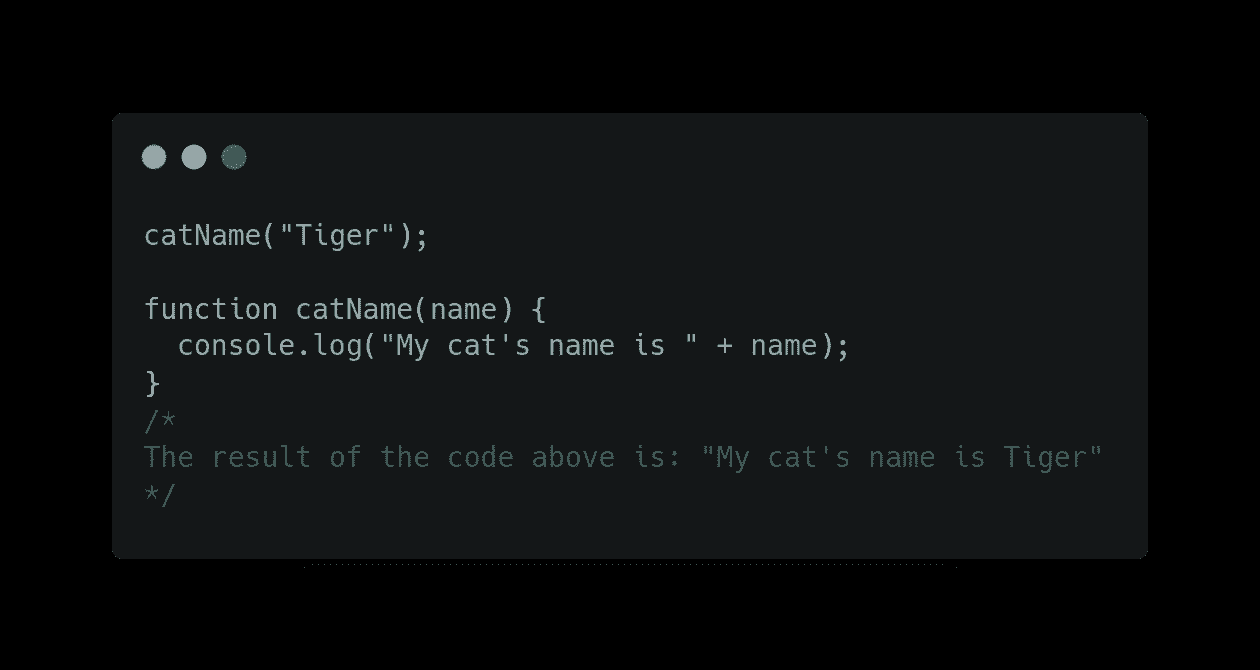 catName("Tiger");
function catName(name) {
  console.log("My cat's name is " + name);
}
/*
The result of the code above is: "My cat's name is Tiger"
*/